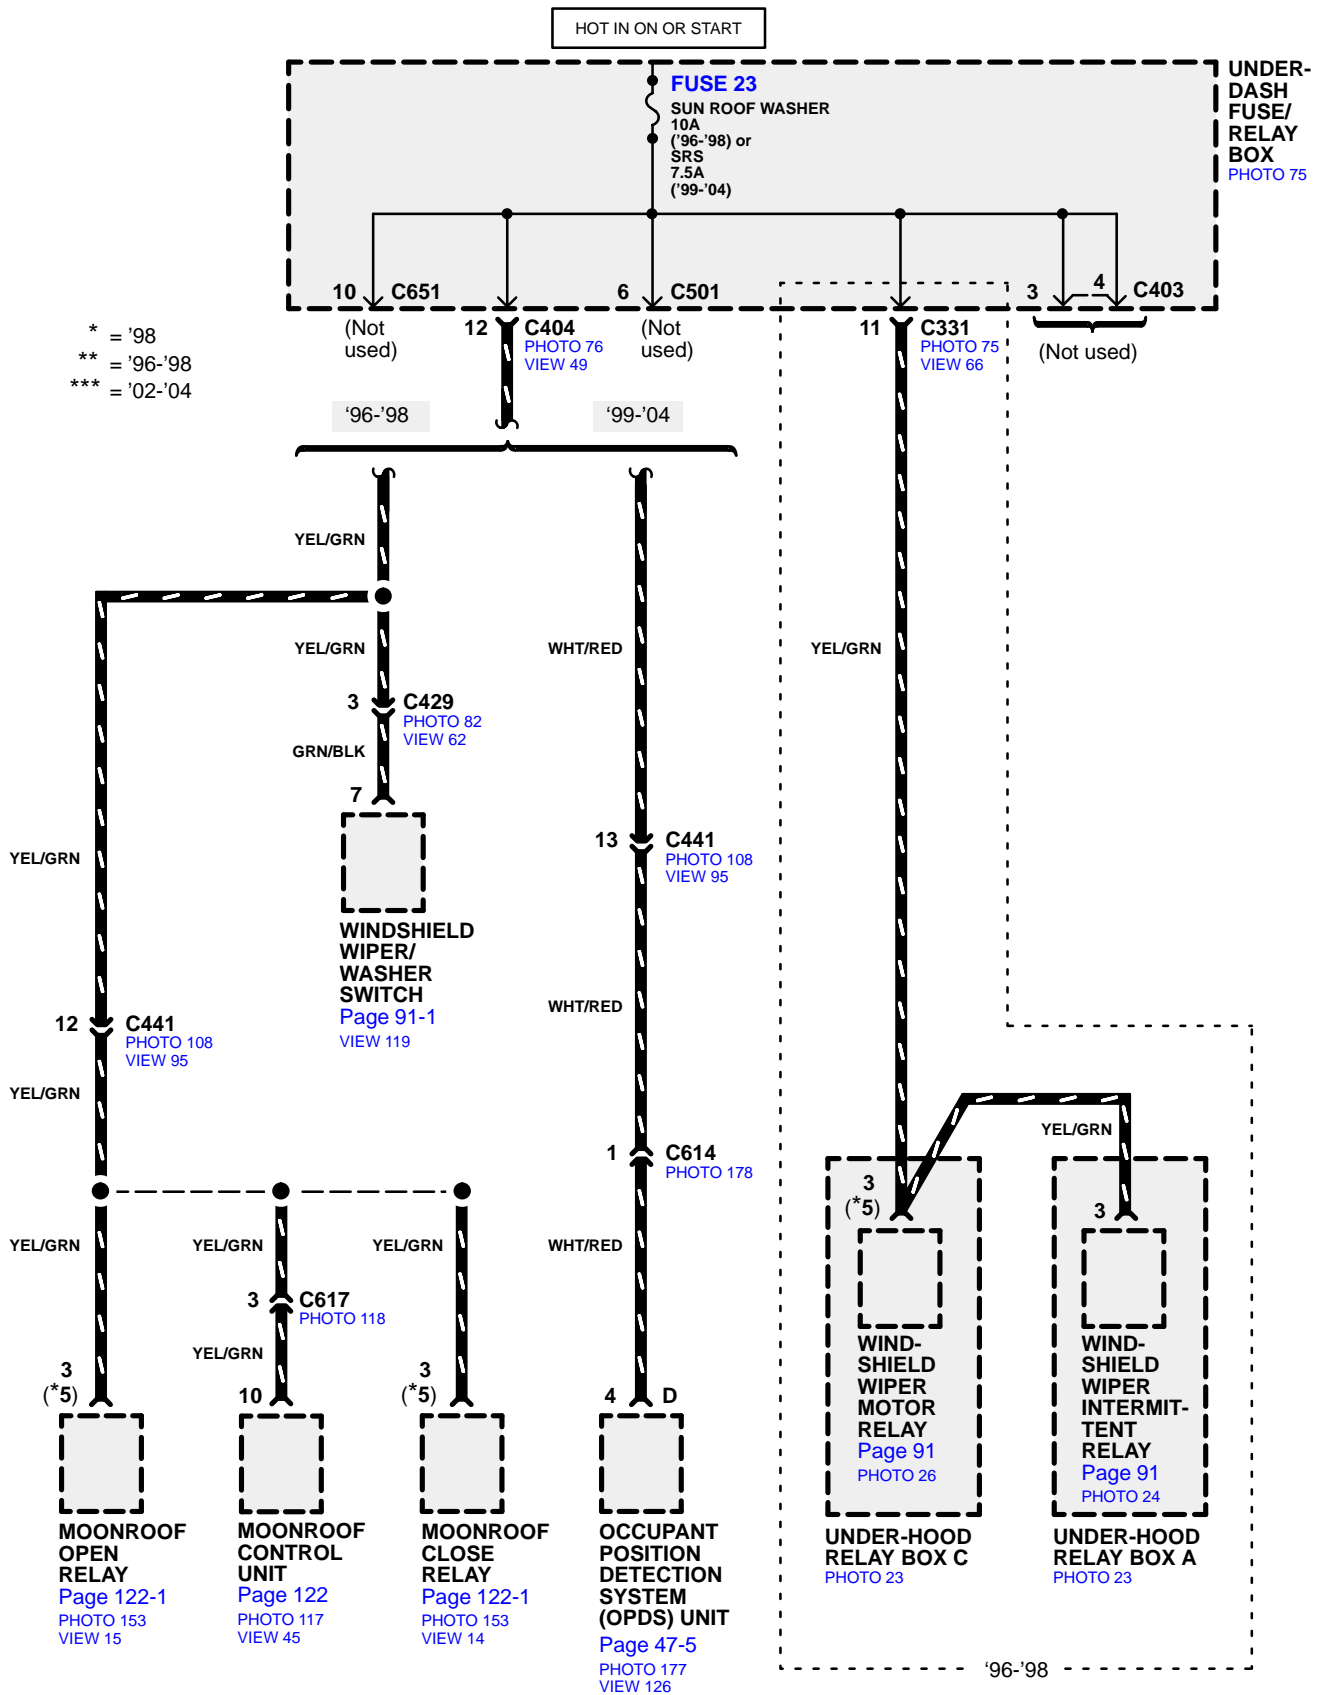 HOT IN ON OR START
FUSE 23
SUN ROOF WASHER
10A
('96-'98) or
SRS
7.5A
('99-'04)
UNDER-
DASH
FUSE/
RELAY
BOX
PHOTO 75
10 C651
(Not
used)
12 C404
PHOTO 76
VIEW 49
6 C501
(Not
used)
11 C331
PHOTO 75
VIEW 66
3 4 C403
(Not used)
* = '98
** = '96-'98
*** = '02-'04
‘96-’98
‘99-’04
YEL/GRN
YEL/GRN
WHT/RED
YEL/GRN
3 C429
PHOTO 82
VIEW 62
GRN/BLK
7
WINDSHIELD
WIPER/
WASHER
SWITCH
Page 91-1
VIEW 119
YEL/GRN
13 C441
PHOTO 108
VIEW 95
WHT/RED
12 C441
PHOTO 108
VIEW 95
YEL/GRN
1 C614
PHOTO 178
YEL/GRN
YEL/GRN
YEL/GRN
WHT/RED
3 C617
PHOTO 118
YEL/GRN
3
(*5)
10
3
(*5)
4 D
MOONROOF
OPEN
RELAY
Page 122-1
PHOTO 153
VIEW 15
MOONROOF
CONTROL
UNIT
Page 122
PHOTO 117
VIEW 45
MOONROOF
CLOSE
RELAY
Page 122-1
PHOTO 153
VIEW 14
OCCUPANT
POSITION
DETECTION
SYSTEM
(OPDS) UNIT
Page 47-5
PHOTO 177
VIEW 126
YEL/GRN
3
(*5)
3
WIND-
SHIELD
WIPER
MOTOR
RELAY
Page 91
PHOTO 26
UNDER-HOOD
RELAY BOX C
PHOTO 23
WIND-
SHIELD
WIPER
INTERMIT-
TENT
RELAY
Page 91
PHOTO 24
UNDER-HOOD
RELAY BOX A
PHOTO 23
‘96-’98